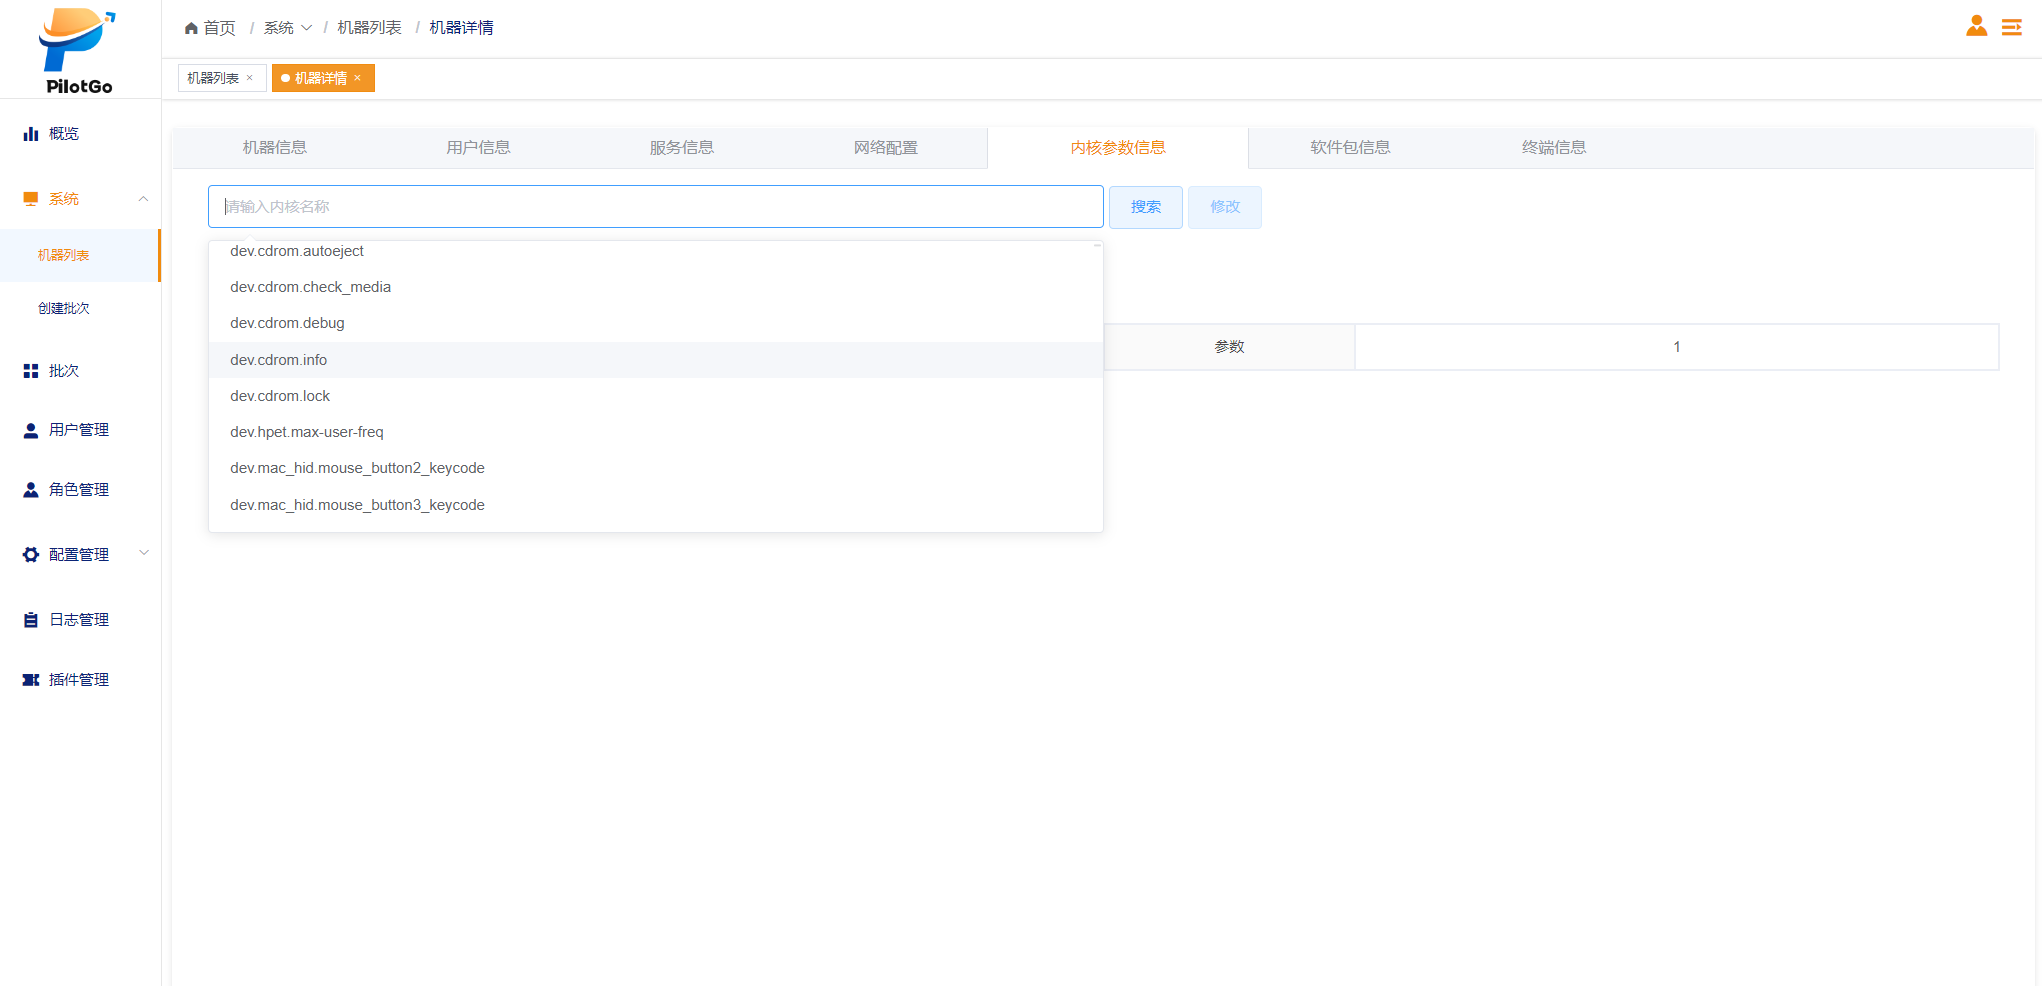 PilotGo
首页 / 系统 / 机器列表 / 机器详情
机器列表 × 机器详情 ×
概览
系统
机器列表
创建批次
批次
用户管理
角色管理
配置管理
日志管理
插件管理
机器信息 用户信息 服务信息 网络配置 内核参数信息 软件包信息 终端信息
请输入内核名称 搜索 修改
dev.cdrom.autoeject
dev.cdrom.check_media
dev.cdrom.debug
dev.cdrom.info
dev.cdrom.lock
dev.hpet.max-user-freq
dev.mac_hid.mouse_button2_keycode
dev.mac_hid.mouse_button3_keycode
参数 1